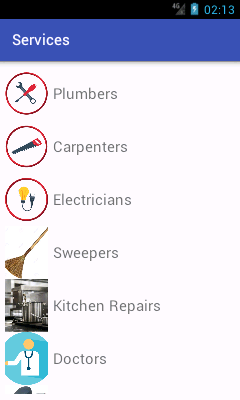 4G 02:13
Services
Plumbers
Carpenters
Electricians
Sweepers
Kitchen Repairs
Doctors